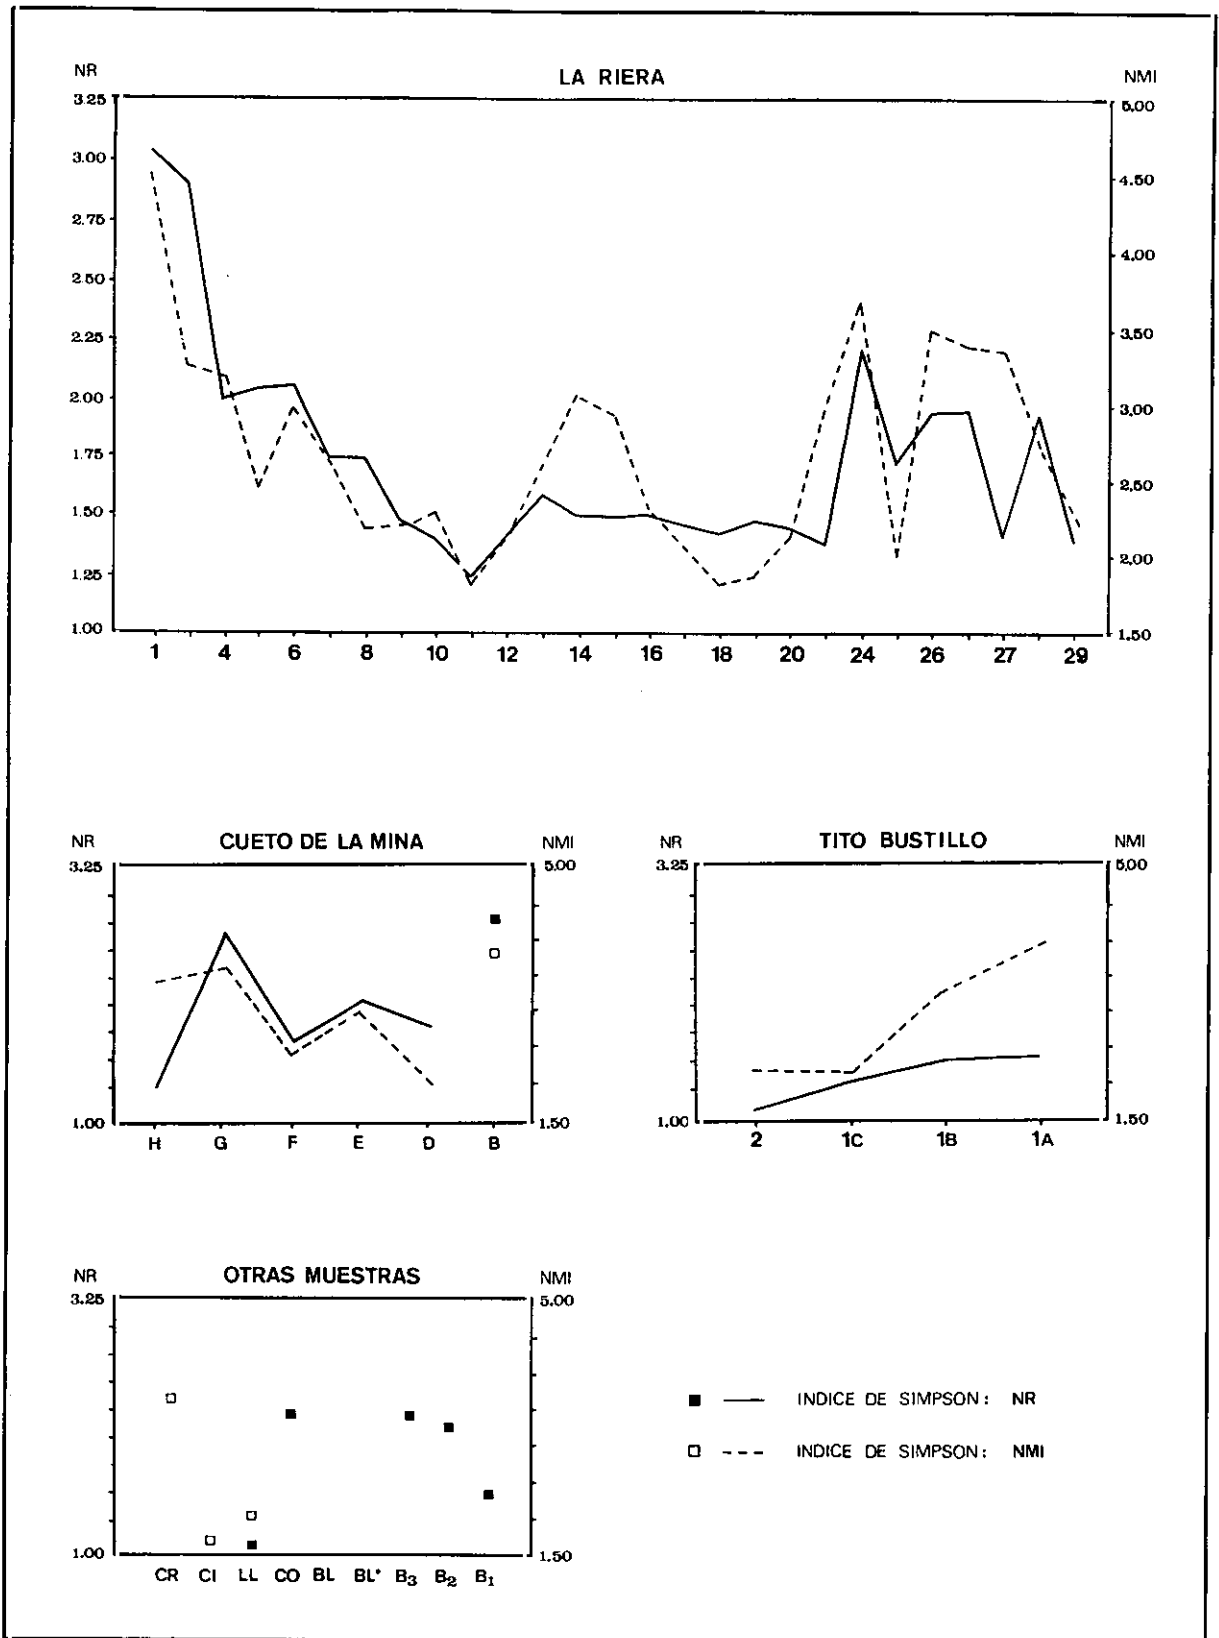 LA RIERA
NR
NMI
3.25
3.00
2.75
2.50
2.25
2.00
1.75
1.50
1.25
1.00
5.00
4.50
4.00
3.50
3.00
2.50
2.00
1.50
1 4 6 8 10 12 14 16 18 20 24 26 27 29
NR CUETO DE LA MINA NMI
3.25 5.00
1.00 1.50
H G F E D B
NR TITO BUSTILLO NMI
3.25 5.00
1.00 1.50
2 1C 1B 1A
NR OTRAS MUESTRAS NMI
3.25 5.00
1.00 1.50
CR CI LL CO BL BL* B3 B2 B1
INDICE DE SIMPSON: NR
INDICE DE SIMPSON: NMI